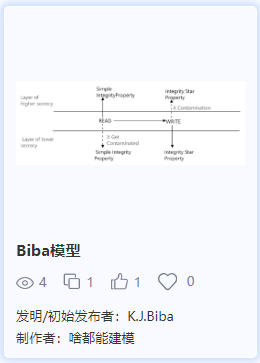 Simple
IntegrityProperty
Integrity Star
Property
Layer of
higher secrecy
X Contamination
READ
WRITE
X Get
Contaminated
Layer of lower
secrecy
Simple Integrity
Property
Integrity Star
Property
Biba模型
4
1
1
0
发明/初始发布者：K.J.Biba
制作者：啥都能建模